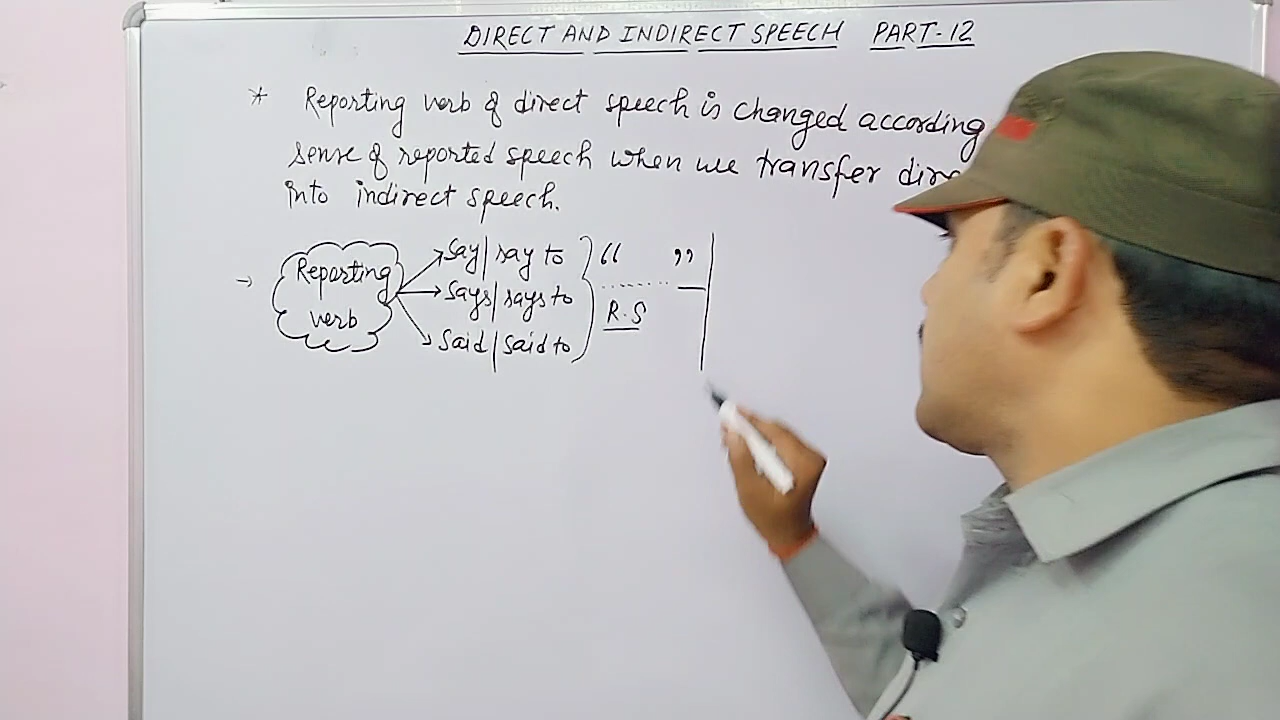 DIRECT AND INDIRECT SPEECH PART-12
* Reporting verb of direct speech is changed according
sense of reported speech when we transfer dire
into indirect speech.
→ Reporting verb
Say | say to
Says | says to
Said | said to
“ ”
R.S